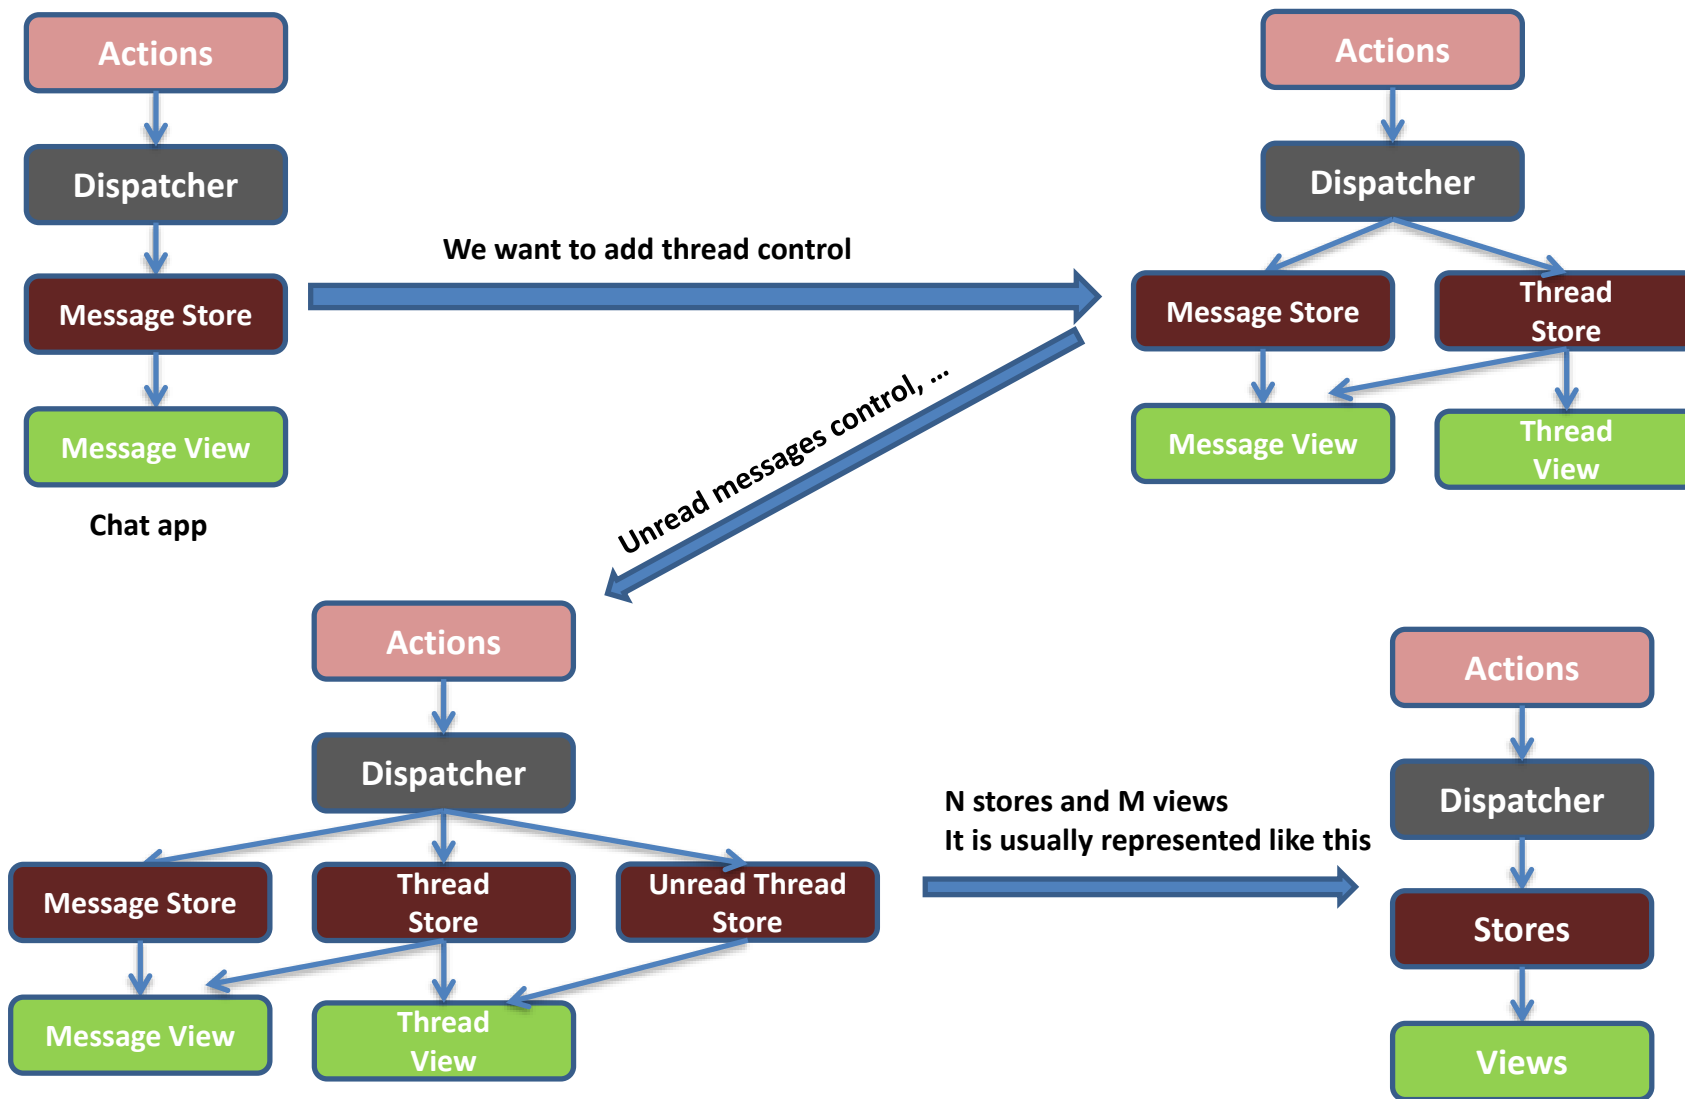 Actions
Dispatcher
Message Store
Message View
Chat app
We want to add thread control
Actions
Dispatcher
Message Store
Thread
Store
Message View
Thread
View
Unread messages control, ...
Actions
Dispatcher
Message Store
Thread
Store
Unread Thread
Store
Message View
Thread
View
N stores and M views
It is usually represented like this
Actions
Dispatcher
Stores
Views